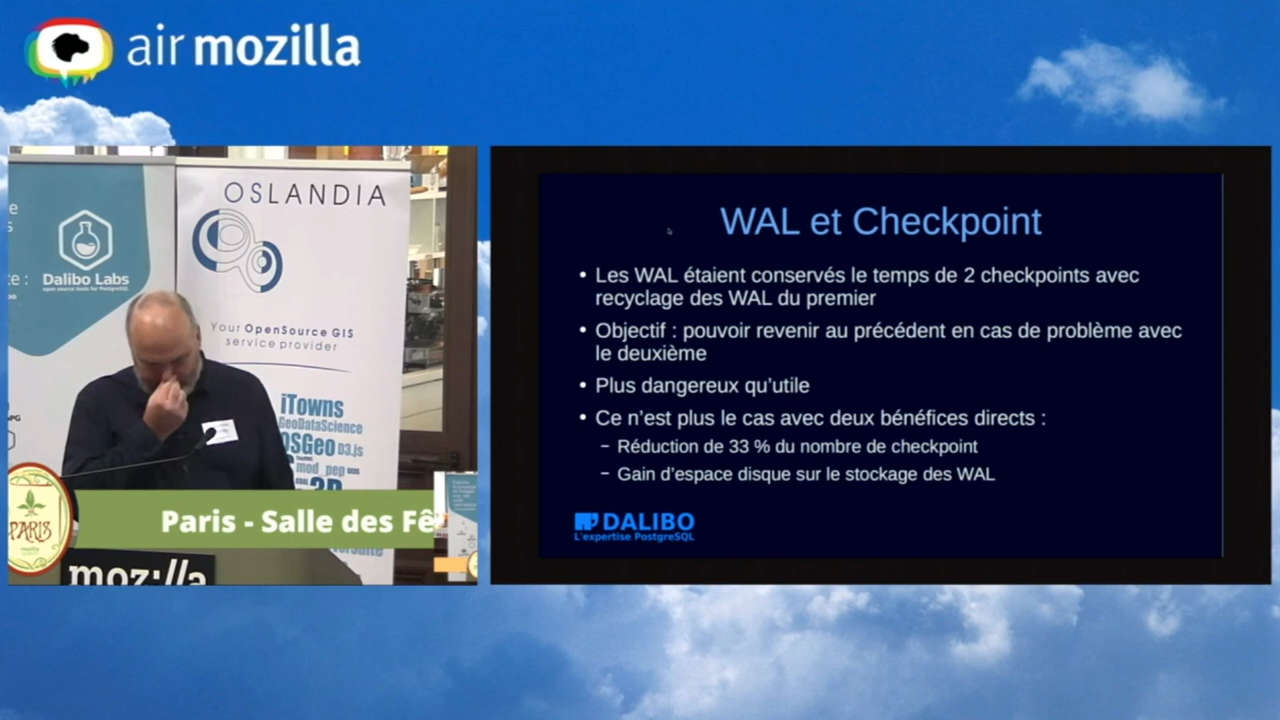 air mozilla
OSLANDIA
Dalibo Labs
open source tools for PostgreSQL
Your OpenSource GIS
service provider
iTowns
GeoDataScience
OSGeo D3.js
mod_pep
3D
PARIS
mozilla
Paris - Salle des Fê
moz://a
WAL et Checkpoint
• Les WAL étaient conservés le temps de 2 checkpoints avec
recyclage des WAL du premier
• Objectif : pouvoir revenir au précédent en cas de problème avec
le deuxième
• Plus dangereux qu’utile
• Ce n’est plus le cas avec deux bénéfices directs :
– Réduction de 33 % du nombre de checkpoint
– Gain d’espace disque sur le stockage des WAL
DALIBO
L'expertise PostgreSQL